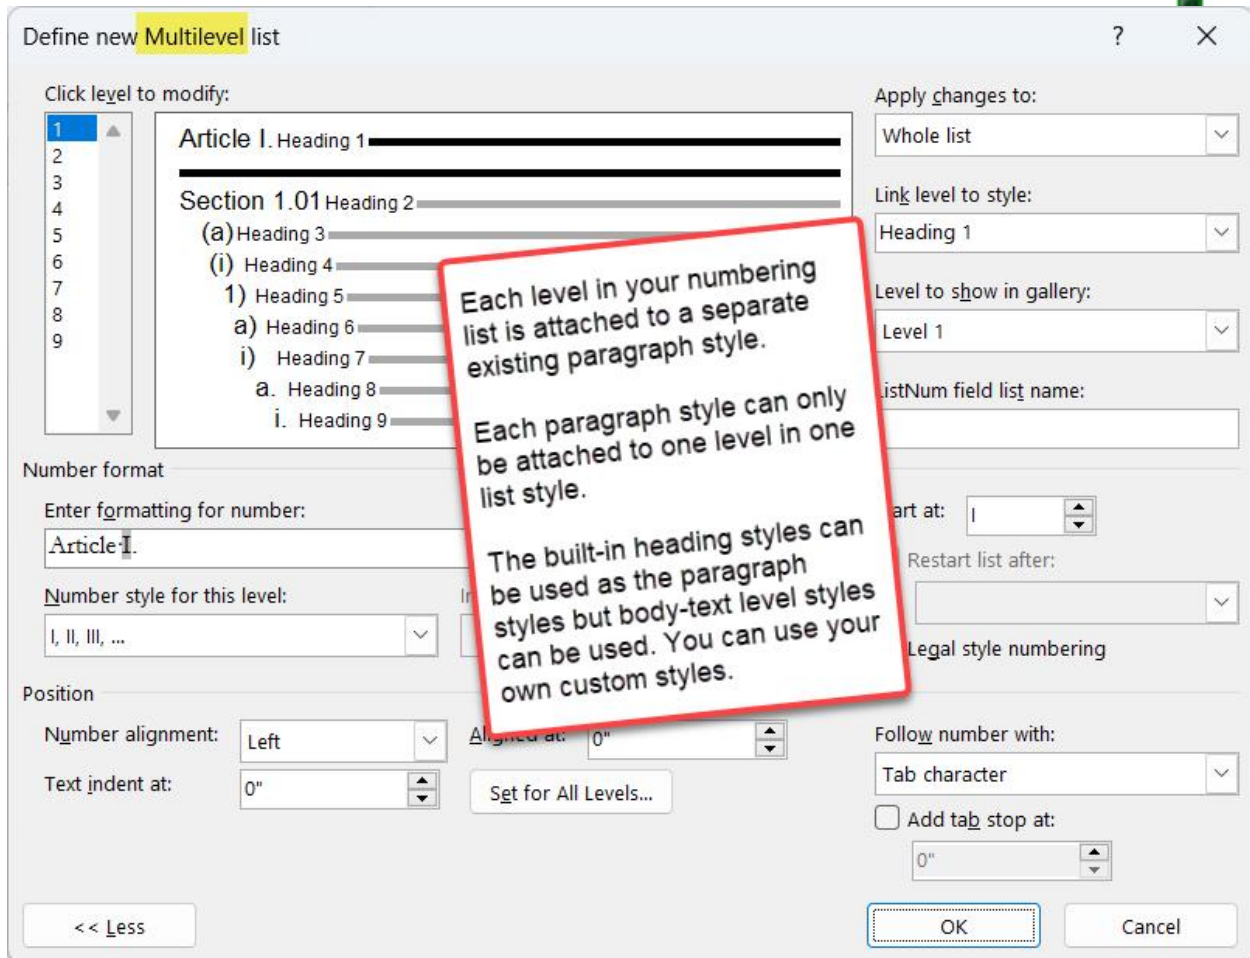 Define new Multilevel list
?
Click level to modify:
1
2
3
4
5
6
7
8
9
Article I. Heading 1
Section 1.01 Heading 2
(a) Heading 3
(i) Heading 4
1) Heading 5
a) Heading 6
i) Heading 7
a. Heading 8
i. Heading 9
Apply changes to:
Whole list
Link level to style:
Heading 1
Level to show in gallery:
Level 1
ListNum field list name:
Each level in your numbering
list is attached to a separate
existing paragraph style.
Each paragraph style can only
be attached to one level in one
list style.
The built-in heading styles can
be used as the paragraph
styles but body-text level styles
can be used. You can use your
own custom styles.
Number format
Enter formatting for number:
Article·I.
Number style for this level:
I, II, III, ...
art at:
I
Restart list after:
Legal style numbering
Position
Number alignment:
Left
Aligned at:
0"
Text indent at:
0"
Set for All Levels...
Follow number with:
Tab character
Add tab stop at:
0"
<< Less
OK
Cancel